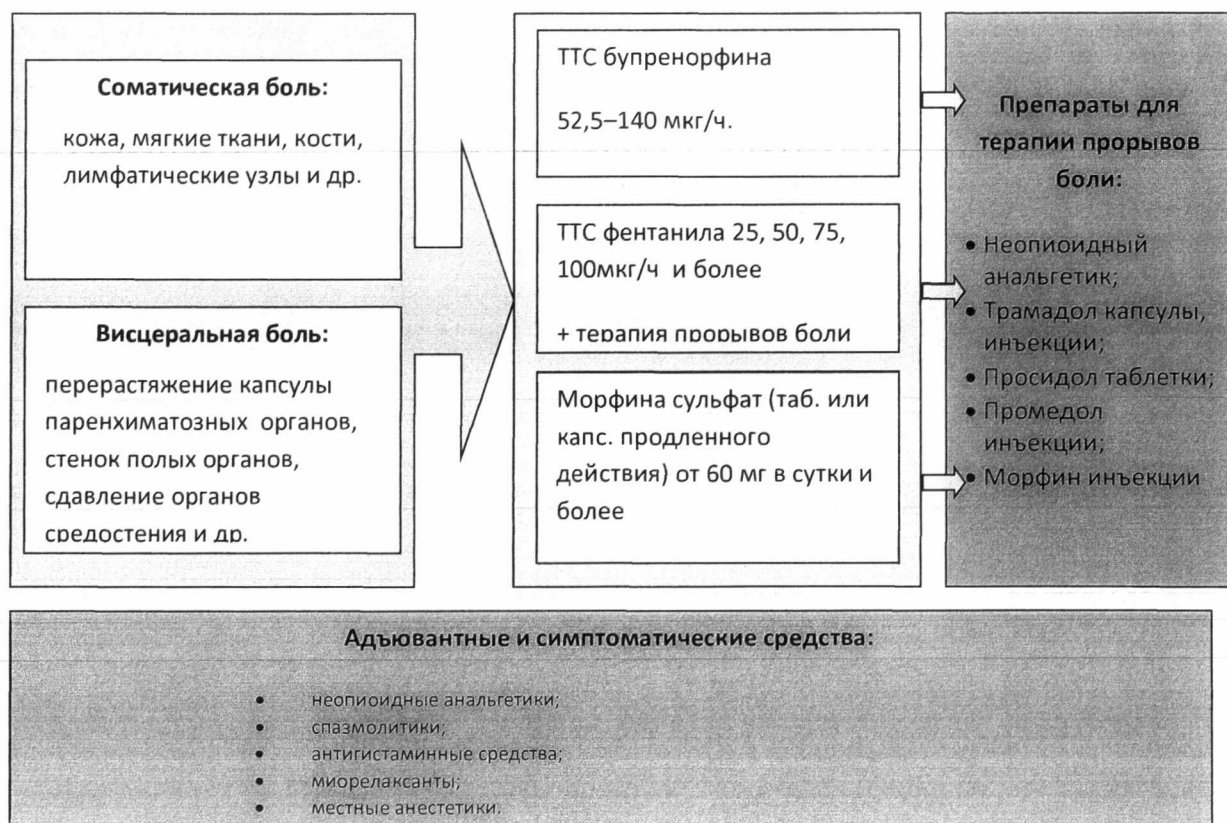 Соматическая боль:
кожа, мягкие ткани, кости,
лимфатические узлы и др.
Висцеральная боль:
перерастяжение капсулы
паренхиматозных органов,
стенок полых органов,
сдавление органов
средостения и др.
ТТС бупренорфина
52,5–140 мкг/ч.
ТТС фентанила 25, 50, 75,
100мкг/ч и более
+ терапия прорывов боли
Морфина сульфат (таб. или
капс. продленного
действия) от 60 мг в сутки и
более
Препараты для
терапии прорывов
боли:
• Неопиоидный
анальгетик;
• Трамадол капсулы,
инъекции;
• Просидол таблетки;
• Промедол
инъекции;
• Морфин инъекции
Адъювантные и симптоматические средства:
• неопиоидные анальгетики;
• спазмолитики;
• антигистаминные средства;
• миорелаксанты;
• местные анестетики.